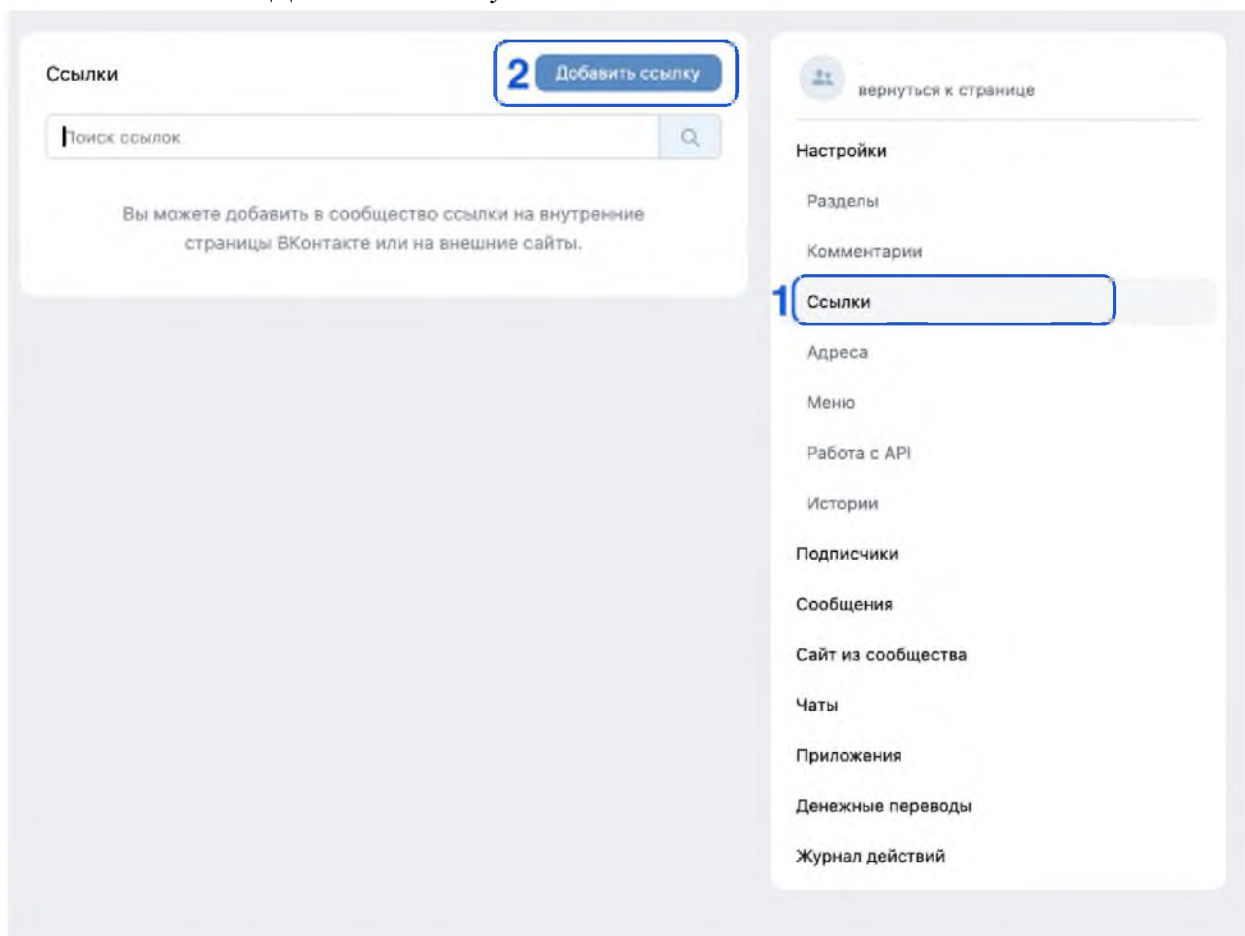 Ссылки
2 Добавить ссылку
Поиск ссылок
Вы можете добавить в сообщество ссылки на внутренние
страницы ВКонтакте или на внешние сайты.
вернуться к странице
Настройки
Разделы
Комментарии
1 Ссылки
Адреса
Меню
Работа с API
Истории
Подписчики
Сообщения
Сайт из сообщества
Чаты
Приложения
Денежные переводы
Журнал действий